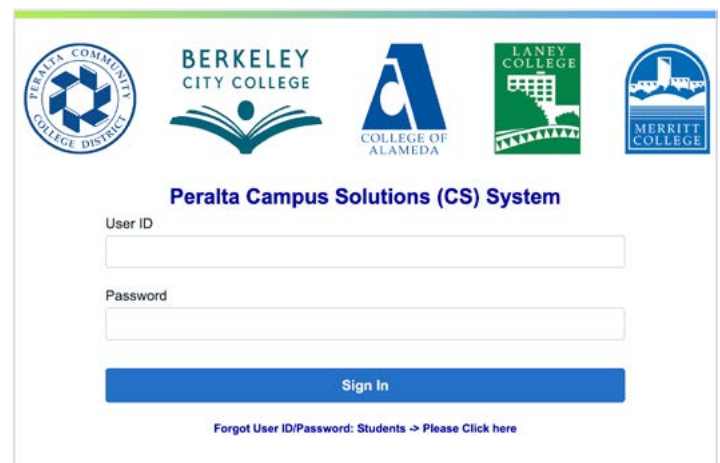 PERALTA COMMUNITY COLLEGE DISTRICT
BERKELEY
CITY COLLEGE
COLLEGE OF
ALAMEDA
LANEY
COLLEGE
MERRITT
COLLEGE
Peralta Campus Solutions (CS) System
User ID
Password
Sign In
Forgot User ID/Password: Students -> Please Click here